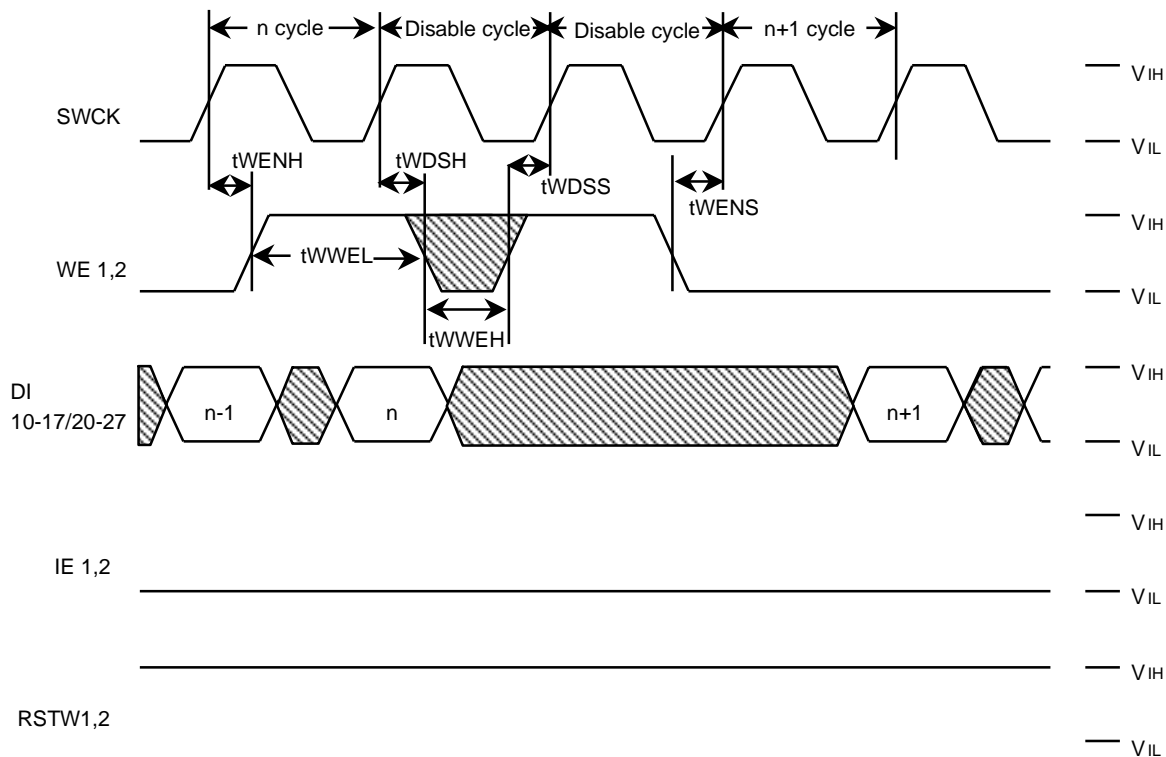 n cycle Disable cycle Disable cycle n+1 cycle
VIH
SWCK
VIL
tWENH tWDSH tWDSS tWENS
VIH
WE 1,2 tWWEL
VIL
tWWEH
VIH
DI
10-17/20-27 n-1 n n+1
VIL
VIH
IE 1,2
VIL
VIH
RSTW1,2
VIL